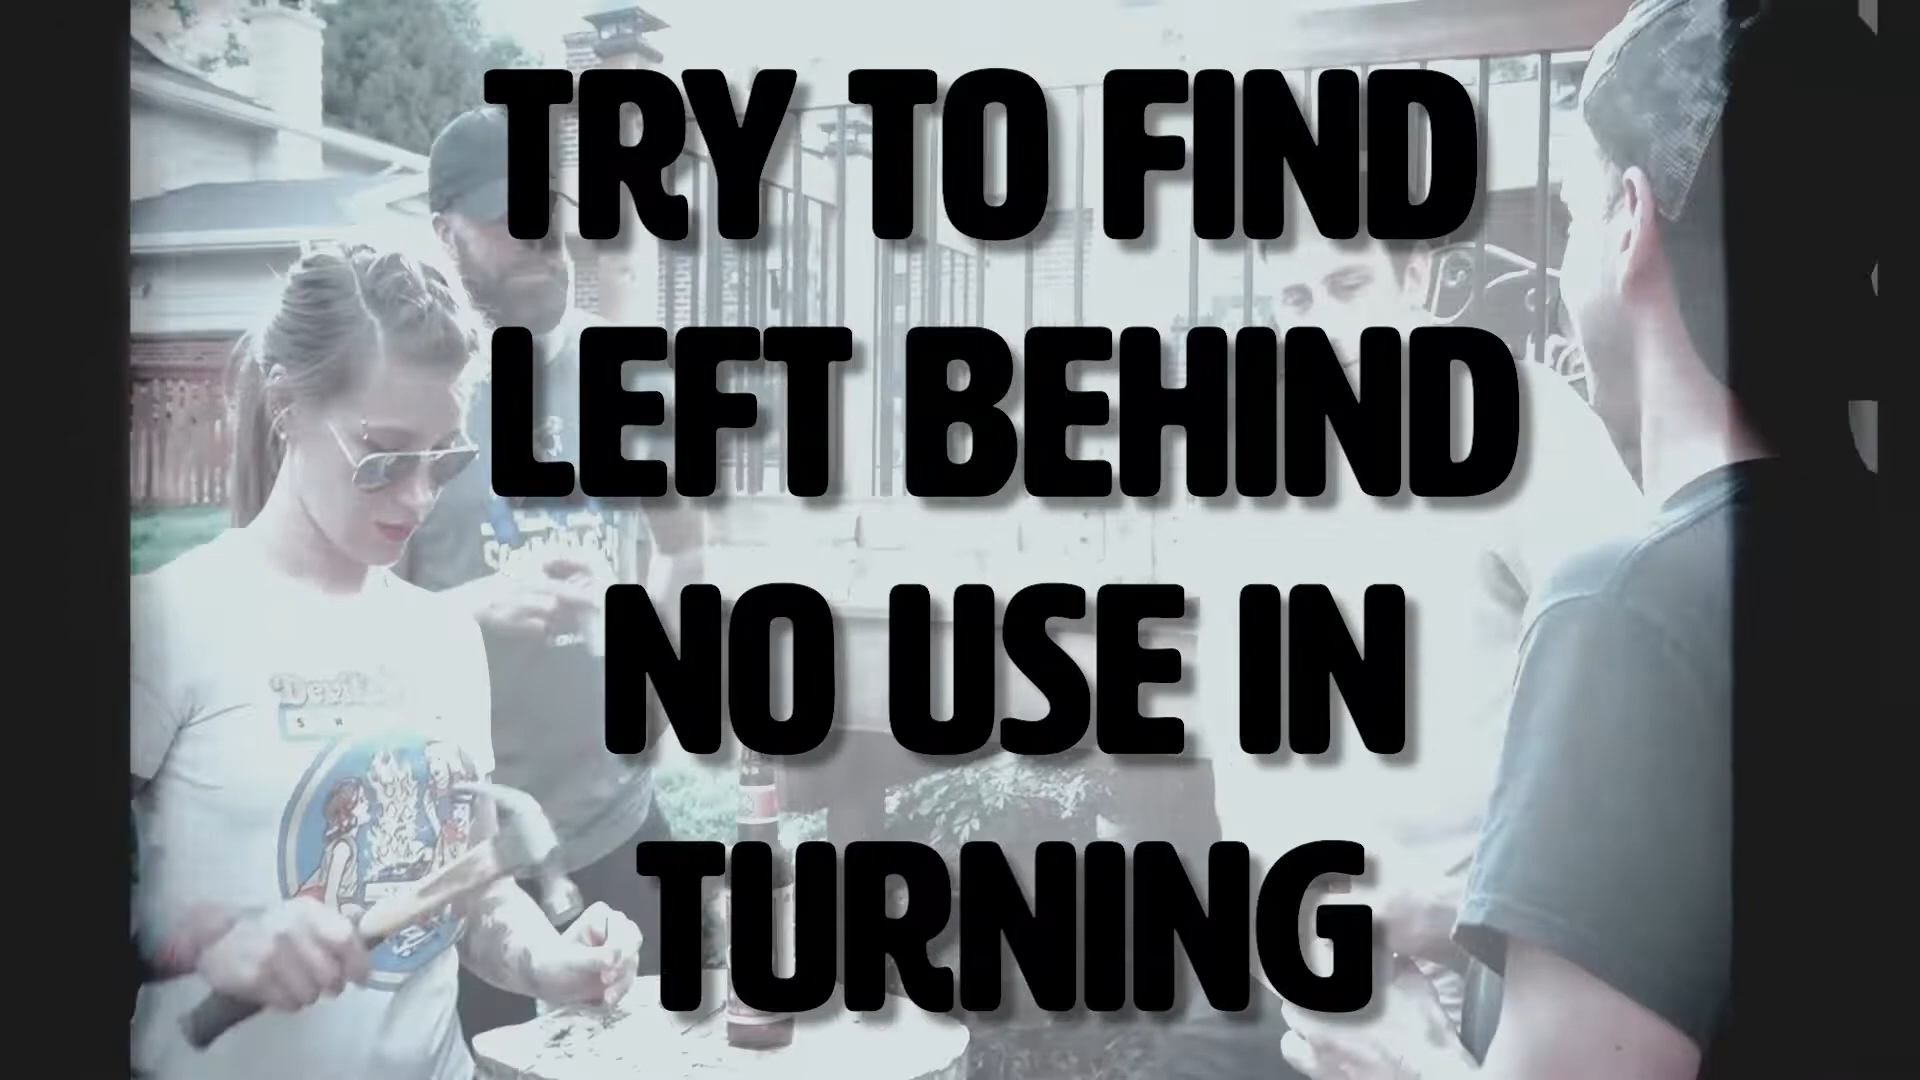 TRY TO FIND
LEFT BEHIND
NO USE IN
TURNING